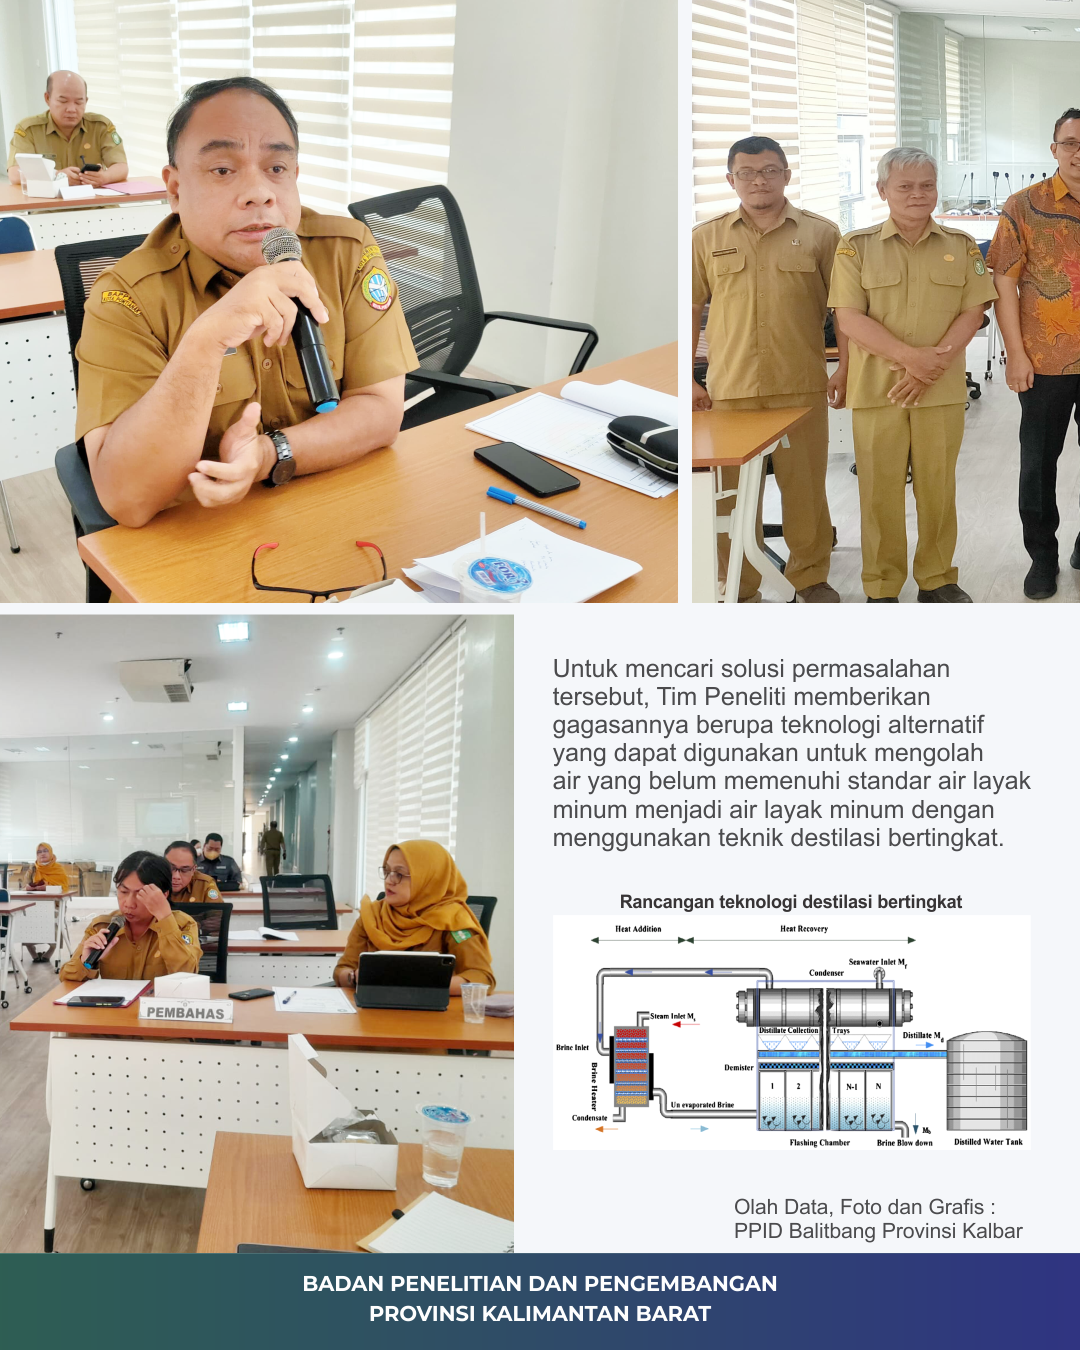 Untuk mencari solusi permasalahan
tersebut, Tim Peneliti memberikan
gagasannya berupa teknologi alternatif
yang dapat digunakan untuk mengolah
air yang belum memenuhi standar air layak
minum menjadi air layak minum dengan
menggunakan teknik destilasi bertingkat.
Rancangan teknologi destilasi bertingkat
Heat Addition
Heat Recovery
Seawater Inlet Mf
Condenser
Steam Inlet Ms
Distillate Collection Trays
Distillate Md
Brine Inlet
Demister
Brine Heater
1
2
N-1
N
Un evaporated Brine
Condensate
Mb
Flashing Chamber
Brine Blow down
Distilled Water Tank
PEMBAHAS
Olah Data, Foto dan Grafis :
PPID Balitbang Provinsi Kalbar
BADAN PENELITIAN DAN PENGEMBANGAN
PROVINSI KALIMANTAN BARAT